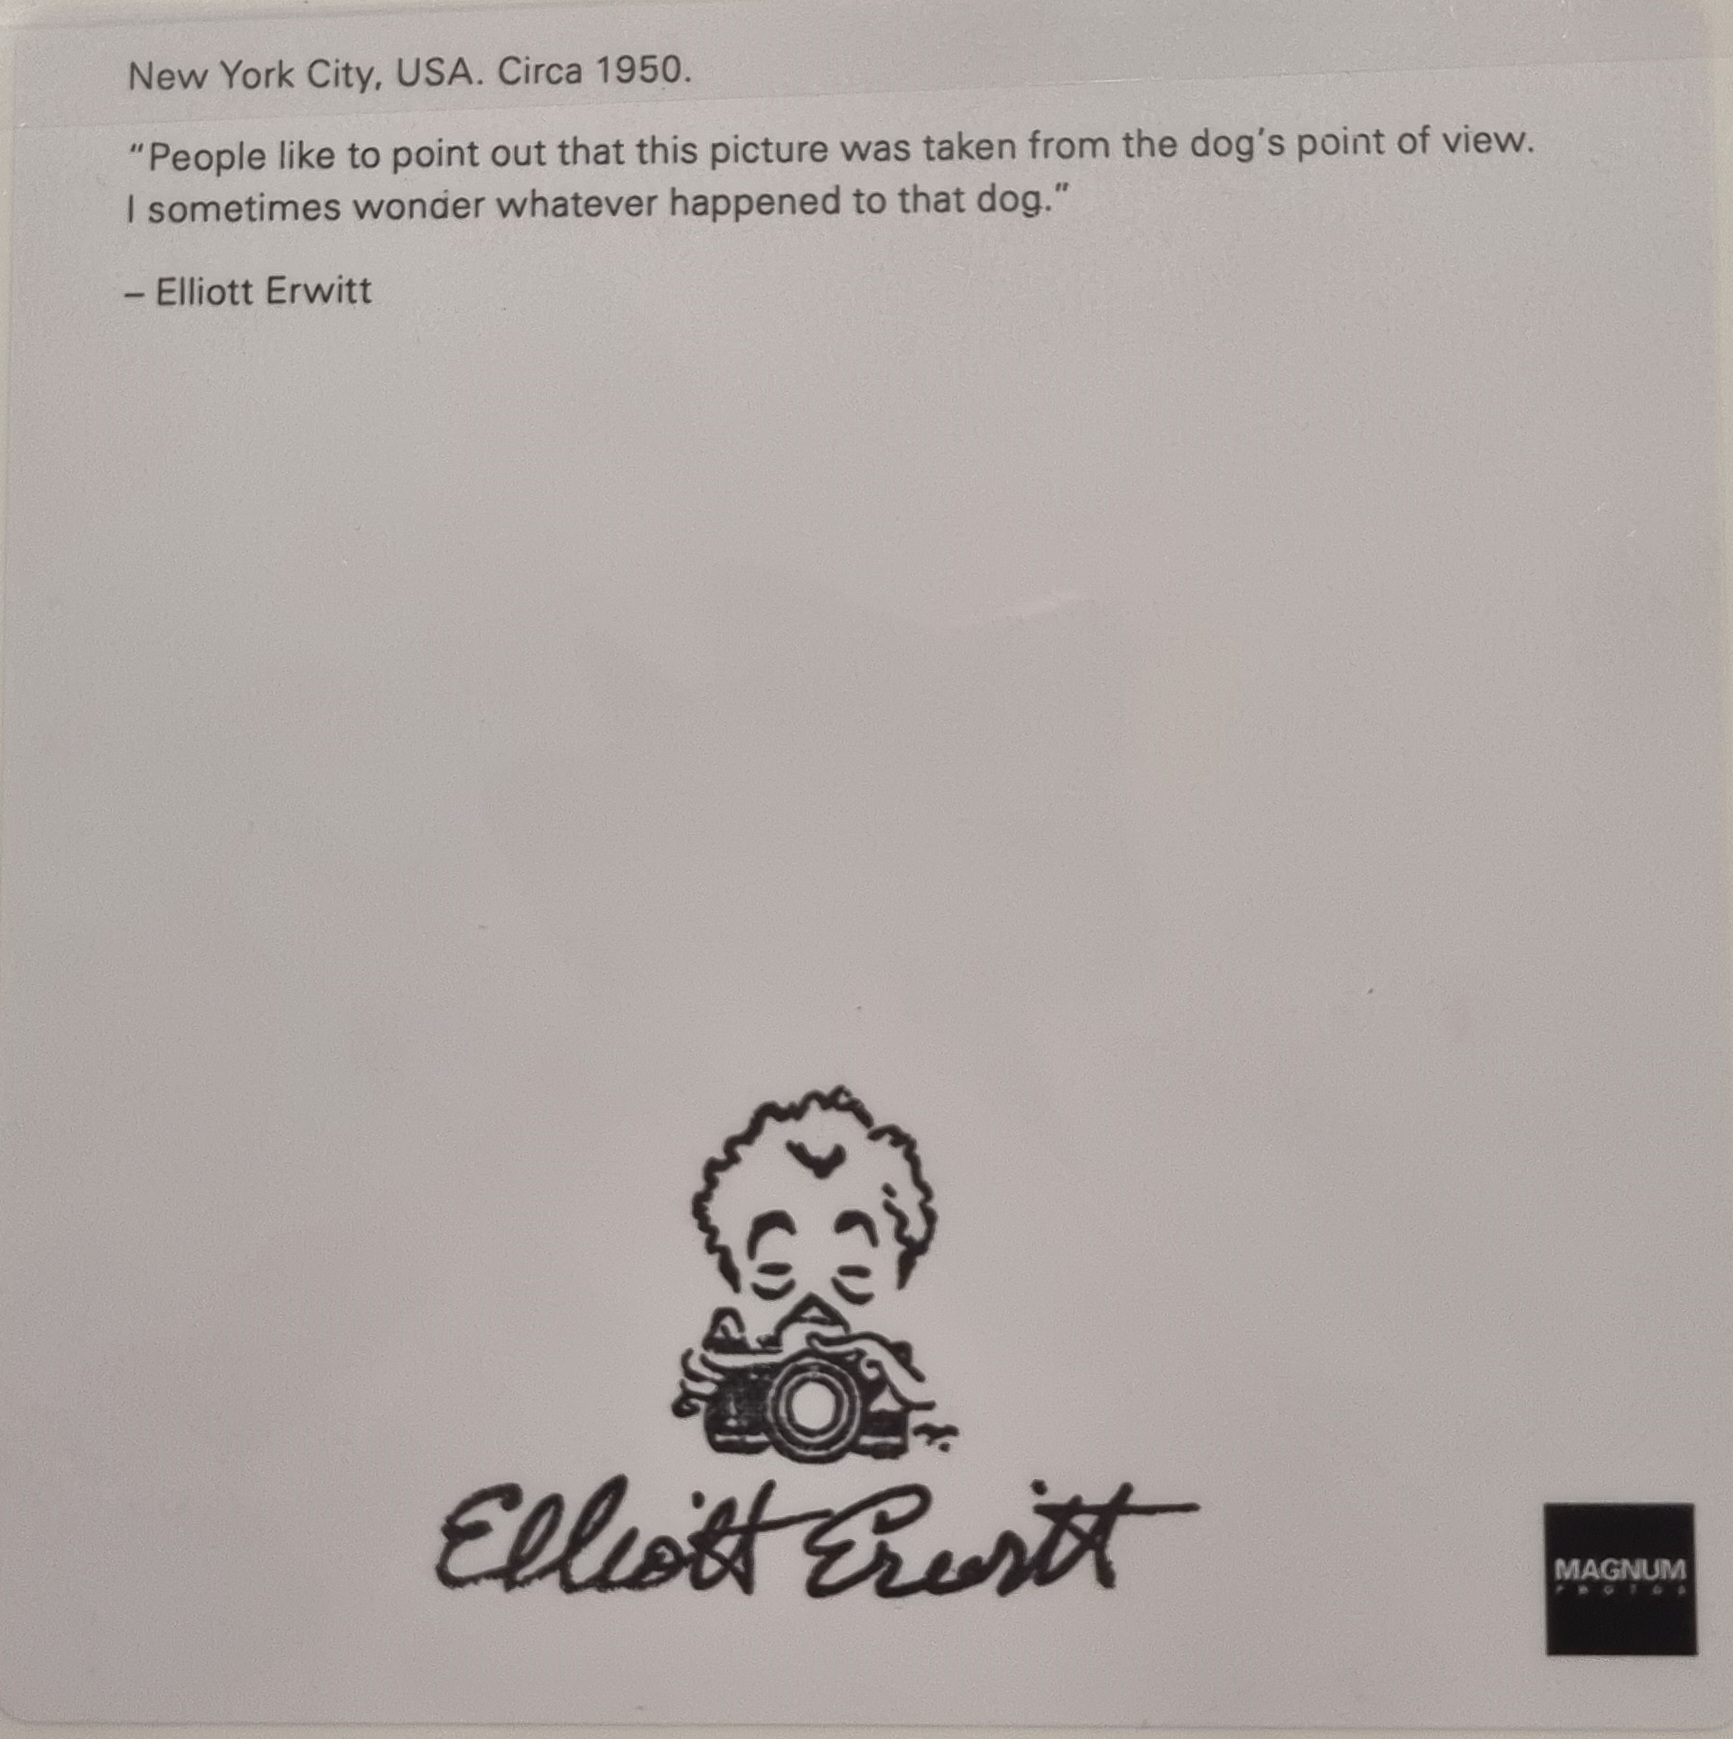 New York City, USA. Circa 1950.
“People like to point out that this picture was taken from the dog’s point of view.
I sometimes wonder whatever happened to that dog.”
– Elliott Erwitt
Elliott Erwitt
MAGNUM
PHOTOS